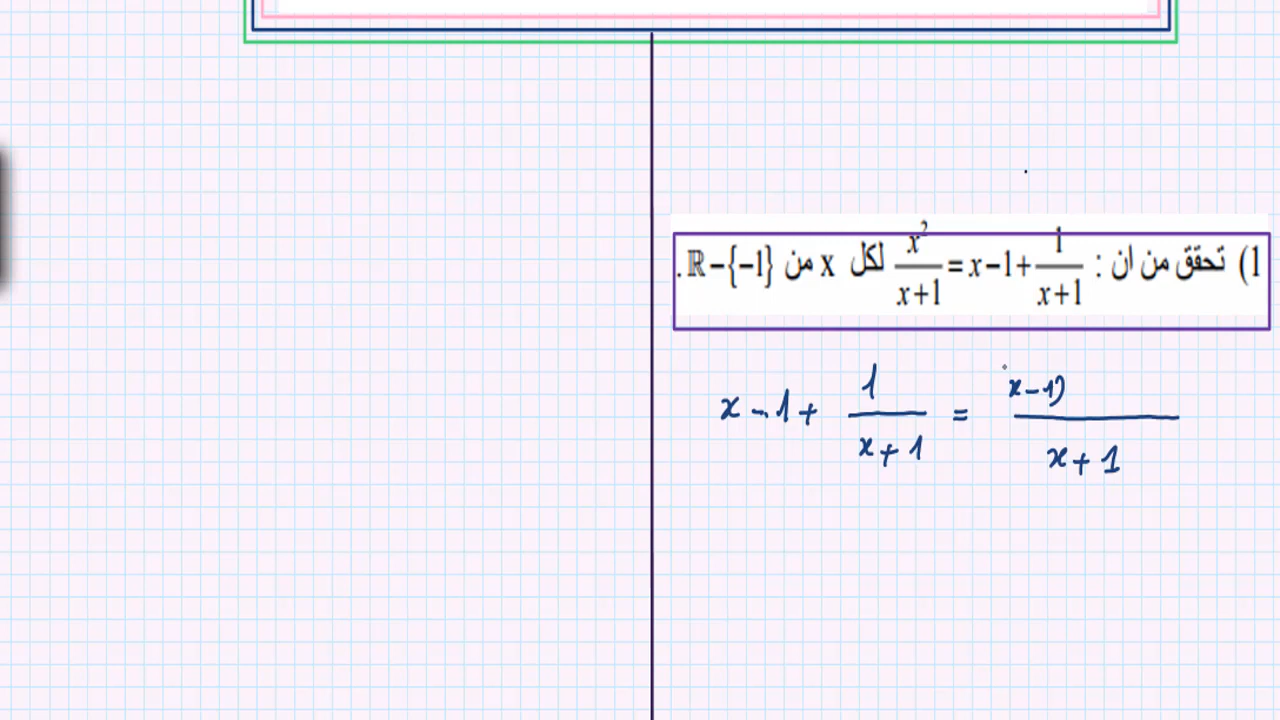 1) تحقق من ان : x²/(x+1) = x−1+ 1/(x+1) لكل x من ℝ−{−1} .
x − 1 + 1/(x+1) = x−1)/(x+1)